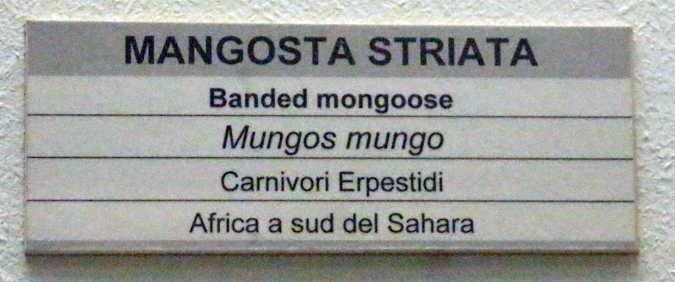 MANGOSTA STRIATA
Banded mongoose
Mungos mungo
Carnivori Erpestidi
Africa a sud del Sahara